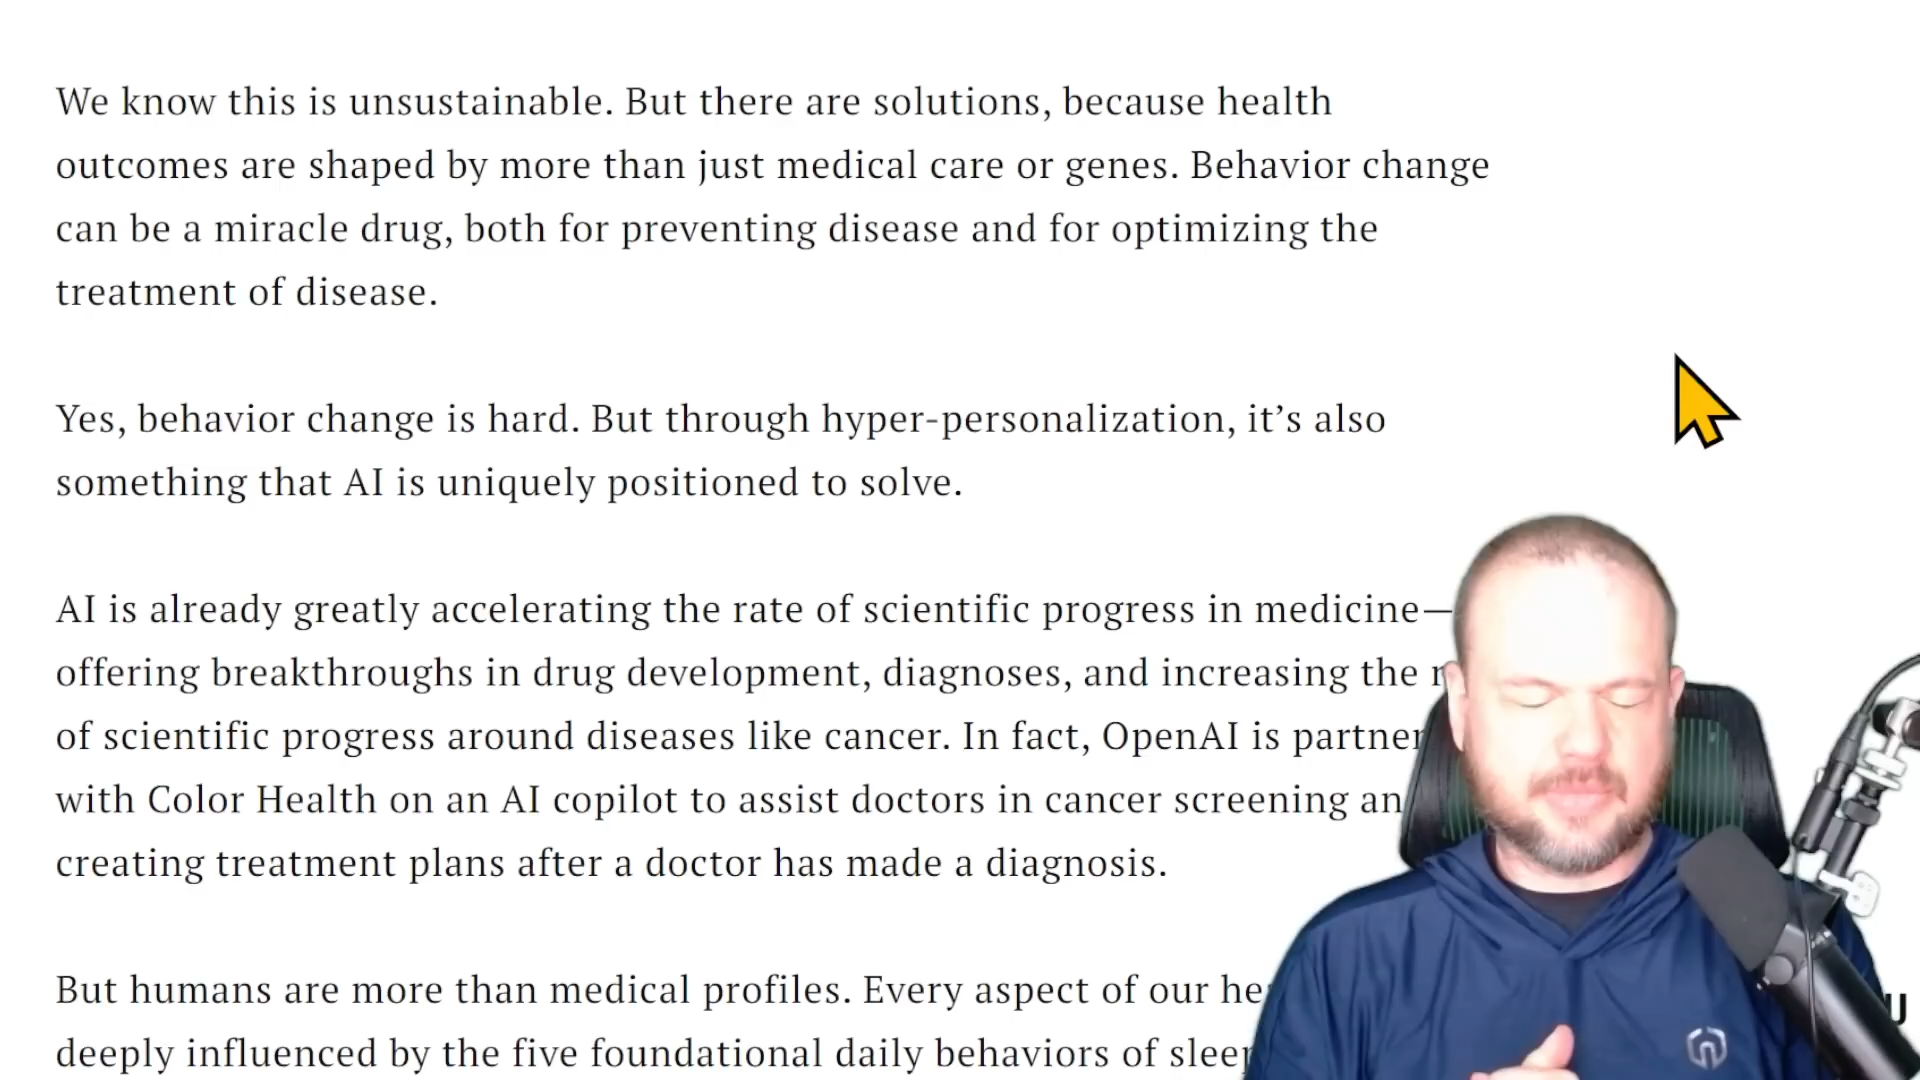 We know this is unsustainable. But there are solutions, because health
outcomes are shaped by more than just medical care or genes. Behavior change
can be a miracle drug, both for preventing disease and for optimizing the
treatment of disease.
Yes, behavior change is hard. But through hyper-personalization, it’s also
something that AI is uniquely positioned to solve.
AI is already greatly accelerating the rate of scientific progress in medicine—
offering breakthroughs in drug development, diagnoses, and increasing the
of scientific progress around diseases like cancer. In fact, OpenAI is partner
with Color Health on an AI copilot to assist doctors in cancer screening an
creating treatment plans after a doctor has made a diagnosis.
But humans are more than medical profiles. Every aspect of our he
deeply influenced by the five foundational daily behaviors of slee